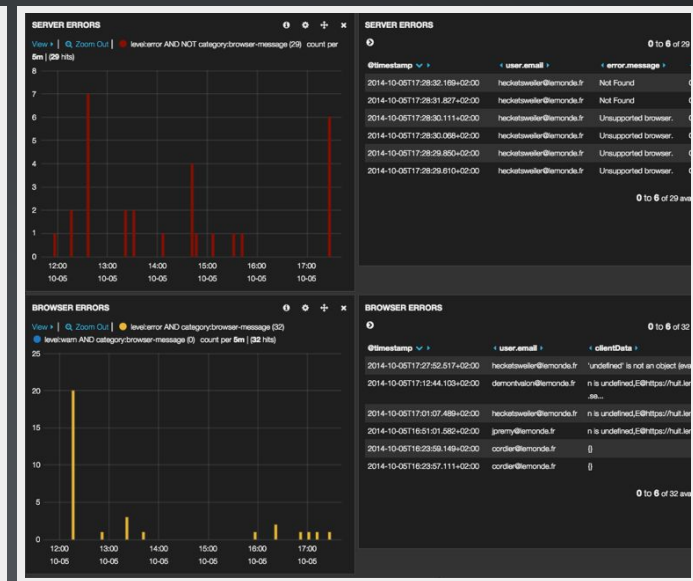 SERVER ERRORS
View | Zoom Out | level:error AND NOT category:browser-message (29) count per
5m | (29 hits)
8
7
6
5
4
3
2
1
0
12:00 13:00 14:00 15:00 16:00 17:00
10-05 10-05 10-05 10-05 10-05 10-05
SERVER ERRORS
0 to 6 of 29
@timestamp user.email error.message
2014-10-05T17:28:32.169+02:00 hecketsweiler@lemonde.fr Not Found
2014-10-05T17:28:31.827+02:00 hecketsweiler@lemonde.fr Not Found
2014-10-05T17:28:30.111+02:00 hecketsweiler@lemonde.fr Unsupported browser.
2014-10-05T17:28:30.068+02:00 hecketsweiler@lemonde.fr Unsupported browser.
2014-10-05T17:28:29.850+02:00 hecketsweiler@lemonde.fr Unsupported browser.
2014-10-05T17:28:29.610+02:00 hecketsweiler@lemonde.fr Unsupported browser.
0 to 6 of 29 ava
BROWSER ERRORS
View | Zoom Out | level:error AND category:browser-message (32)
level:warn AND category:browser-message (0) count per 5m | (32 hits)
25
20
15
10
5
0
12:00 13:00 14:00 15:00 16:00 17:00
10-05 10-05 10-05 10-05 10-05 10-05
BROWSER ERRORS
0 to 6 of 32
@timestamp user.email clientData
2014-10-05T17:27:52.517+02:00 hecketsweiler@lemonde.fr 'undefined' is not an object (eva
2014-10-05T17:12:44.103+02:00 demontvalon@lemonde.fr n is undefined,E@https://huit.ler
.se...
2014-10-05T17:01:07.489+02:00 hecketsweiler@lemonde.fr n is undefined,E@https://huit.ler
2014-10-05T16:51:01.582+02:00 jpremy@lemonde.fr n is undefined,E@https://huit.ler
2014-10-05T16:23:59.149+02:00 cordier@lemonde.fr {}
2014-10-05T16:23:57.111+02:00 cordier@lemonde.fr {}
0 to 6 of 32 ava